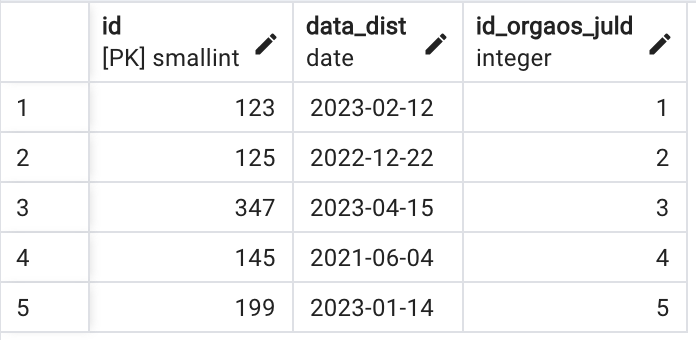 id data_dist id_orgaos_juld
[PK] smallint date integer
1 123 2023-02-12 1
2 125 2022-12-22 2
3 347 2023-04-15 3
4 145 2021-06-04 4
5 199 2023-01-14 5